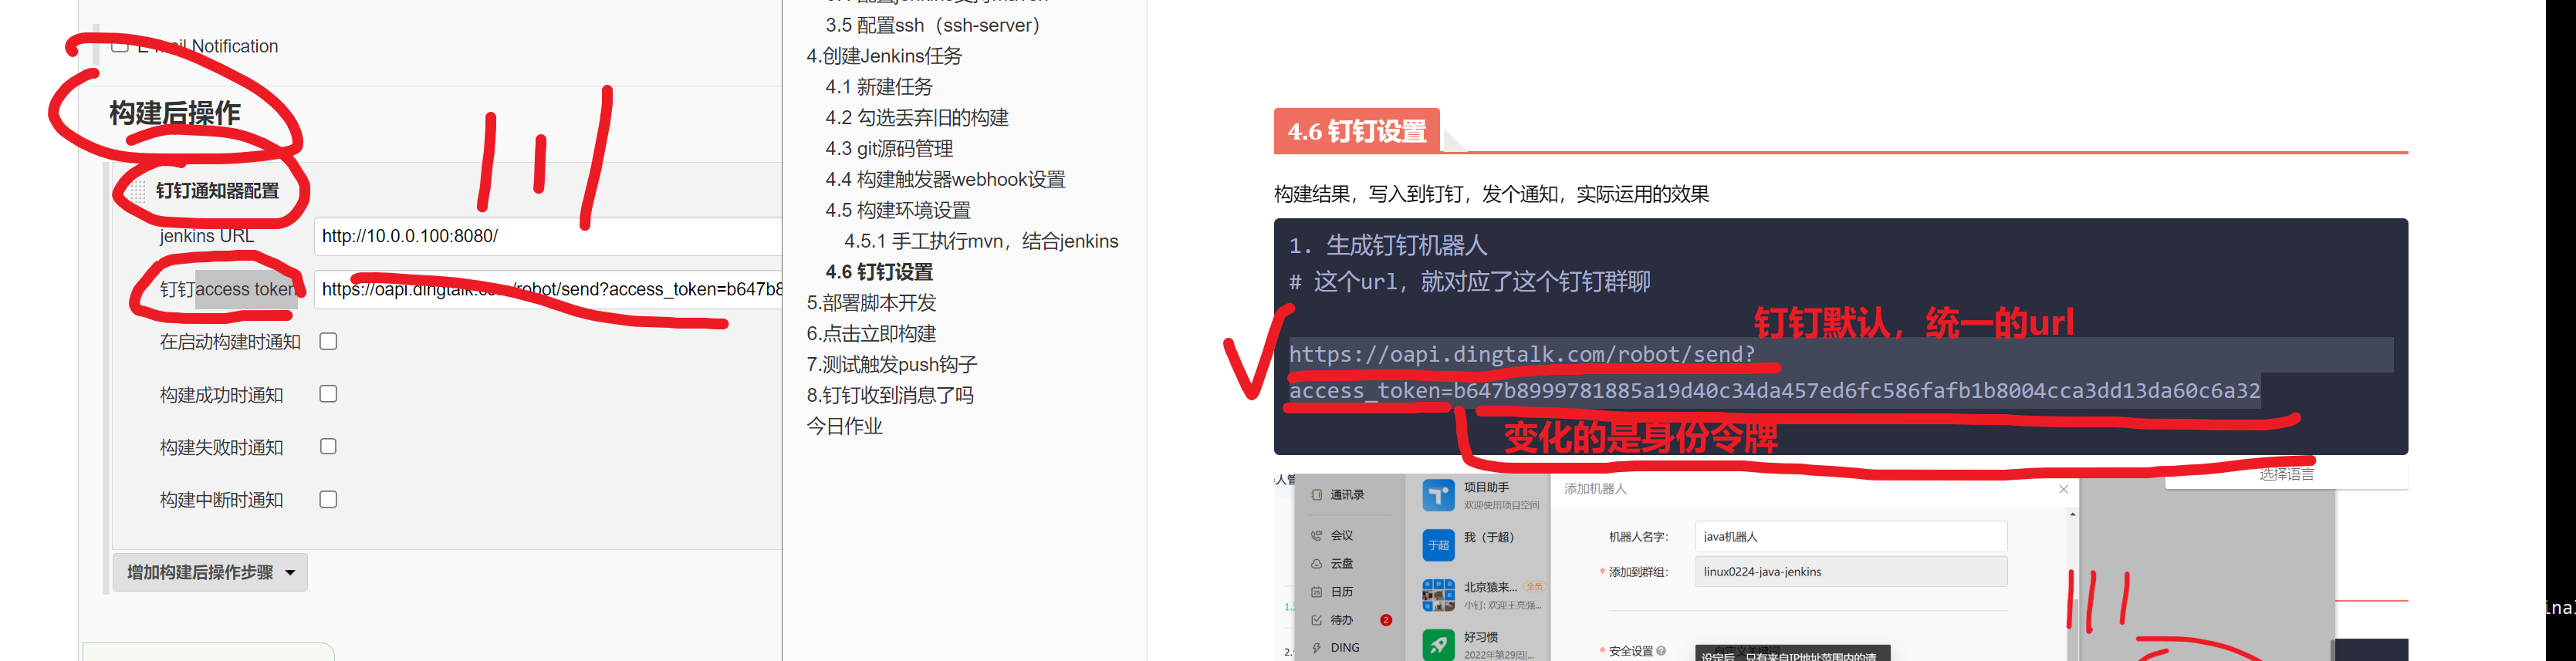 E-mail Notification
构建后操作
钉钉通知器配置
jenkins URL
http://10.0.0.100:8080/
钉钉access token
https://oapi.dingtalk.com/robot/send?access_token=b647b8
在启动构建时通知
构建成功时通知
构建失败时通知
构建中断时通知
增加构建后操作步骤
3.5 配置ssh（ssh-server）
4.创建Jenkins任务
4.1 新建任务
4.2 勾选丢弃旧的构建
4.3 git源码管理
4.4 构建触发器webhook设置
4.5 构建环境设置
4.5.1 手工执行mvn，结合jenkins
4.6 钉钉设置
5.部署脚本开发
6.点击立即构建
7.测试触发push钩子
8.钉钉收到消息了吗
今日作业
4.6 钉钉设置
构建结果，写入到钉钉，发个通知，实际运用的效果
1. 生成钉钉机器人
# 这个url，就对应了这个钉钉群聊
钉钉默认，统一的url
https://oapi.dingtalk.com/robot/send?
access_token=b647b8999781885a19d40c34da457ed6fc586fafb1b8004cca3dd13da60c6a32
变化的是身份令牌
选择语言
通讯录
会议
云盘
日历
待办
2
DING
项目助手
欢迎使用项目空间
于超
我（于超）
北京猿来... 全员
小钉: 欢迎王亮强...
好习惯
2022年第29周|...
添加机器人
机器人名字:
java机器人
* 添加到群组:
linux0224-java-jenkins
* 安全设置